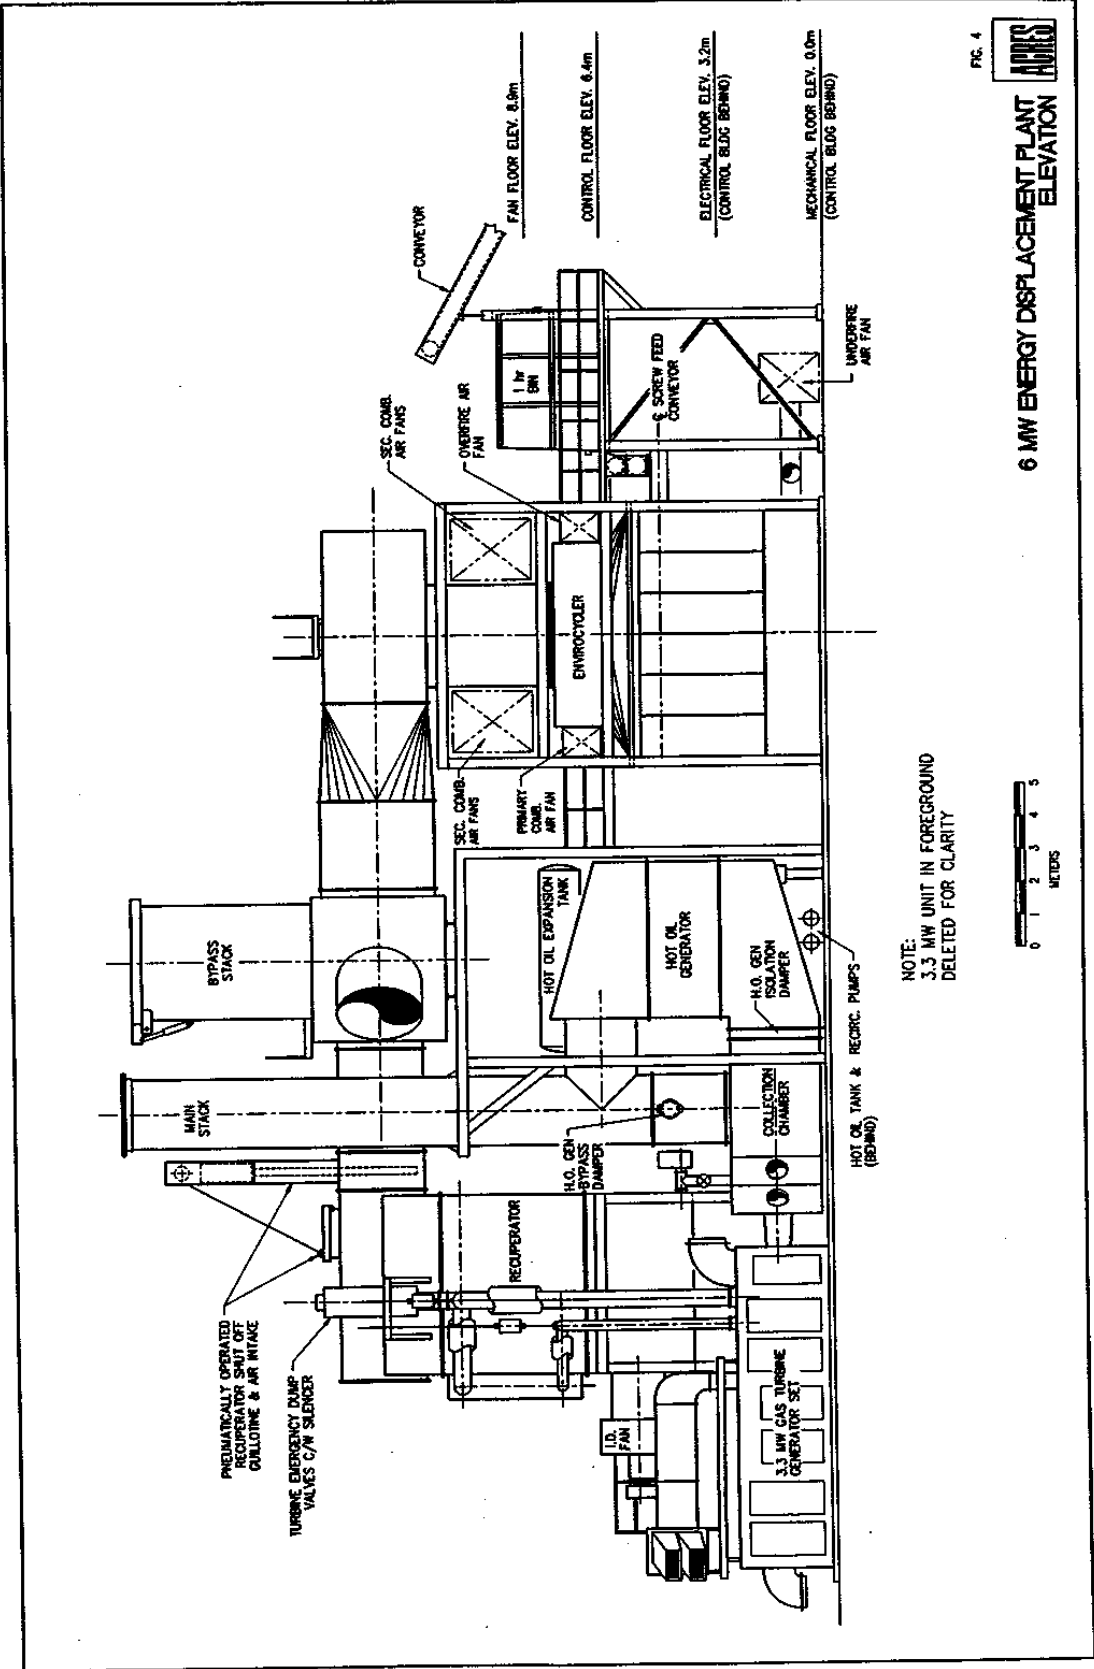 PNEUMATICALLY OPERATED
RECUPERATOR SHUT OFF
GUILLOTINE & AIR INTAKE
TURBINE EMERGENCY DUMP
VALVES C/W SILENCER
MAIN
STACK
BYPASS
STACK
SEC. COMB.
AIR FANS
CONVEYOR
FAN FLOOR ELEV. 8.9m
OVERFIRE AIR
FAN
1 hr
BIN
SEC. COMB.
AIR FANS
PRIMARY
COMB.
AIR FAN
ENVIROCYCLER
CONTROL FLOOR ELEV. 6.4m
RECUPERATOR
HOT OIL EXPANSION
TANK
H.O. GEN
BYPASS
DAMPER
HOT OIL
GENERATOR
℄ SCREW FEED
CONVEYOR
ELECTRICAL FLOOR ELEV. 3.2m
(CONTROL BLDG BEHIND)
I.D.
FAN
H.O. GEN
ISOLATION
DAMPER
COLLECTION
CHAMBER
3.3 MW GAS TURBINE
GENERATOR SET
MECHANICAL FLOOR ELEV. 0.0m
(CONTROL BLDG BEHIND)
UNDERFIRE
AIR FAN
HOT OIL TANK & RECIRC. PUMPS
(BEHIND)
NOTE:
3.3 MW UNIT IN FOREGROUND
DELETED FOR CLARITY
0 1 2 3 4 5
METERS
FIG. 4
6 MW ENERGY DISPLACEMENT PLANT
ELEVATION
ACRES